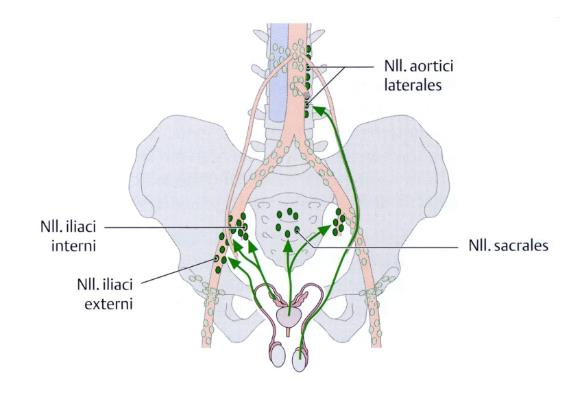 Nll. aortici
laterales
Nll. iliaci
interni
Nll. sacrales
Nll. iliaci
externi